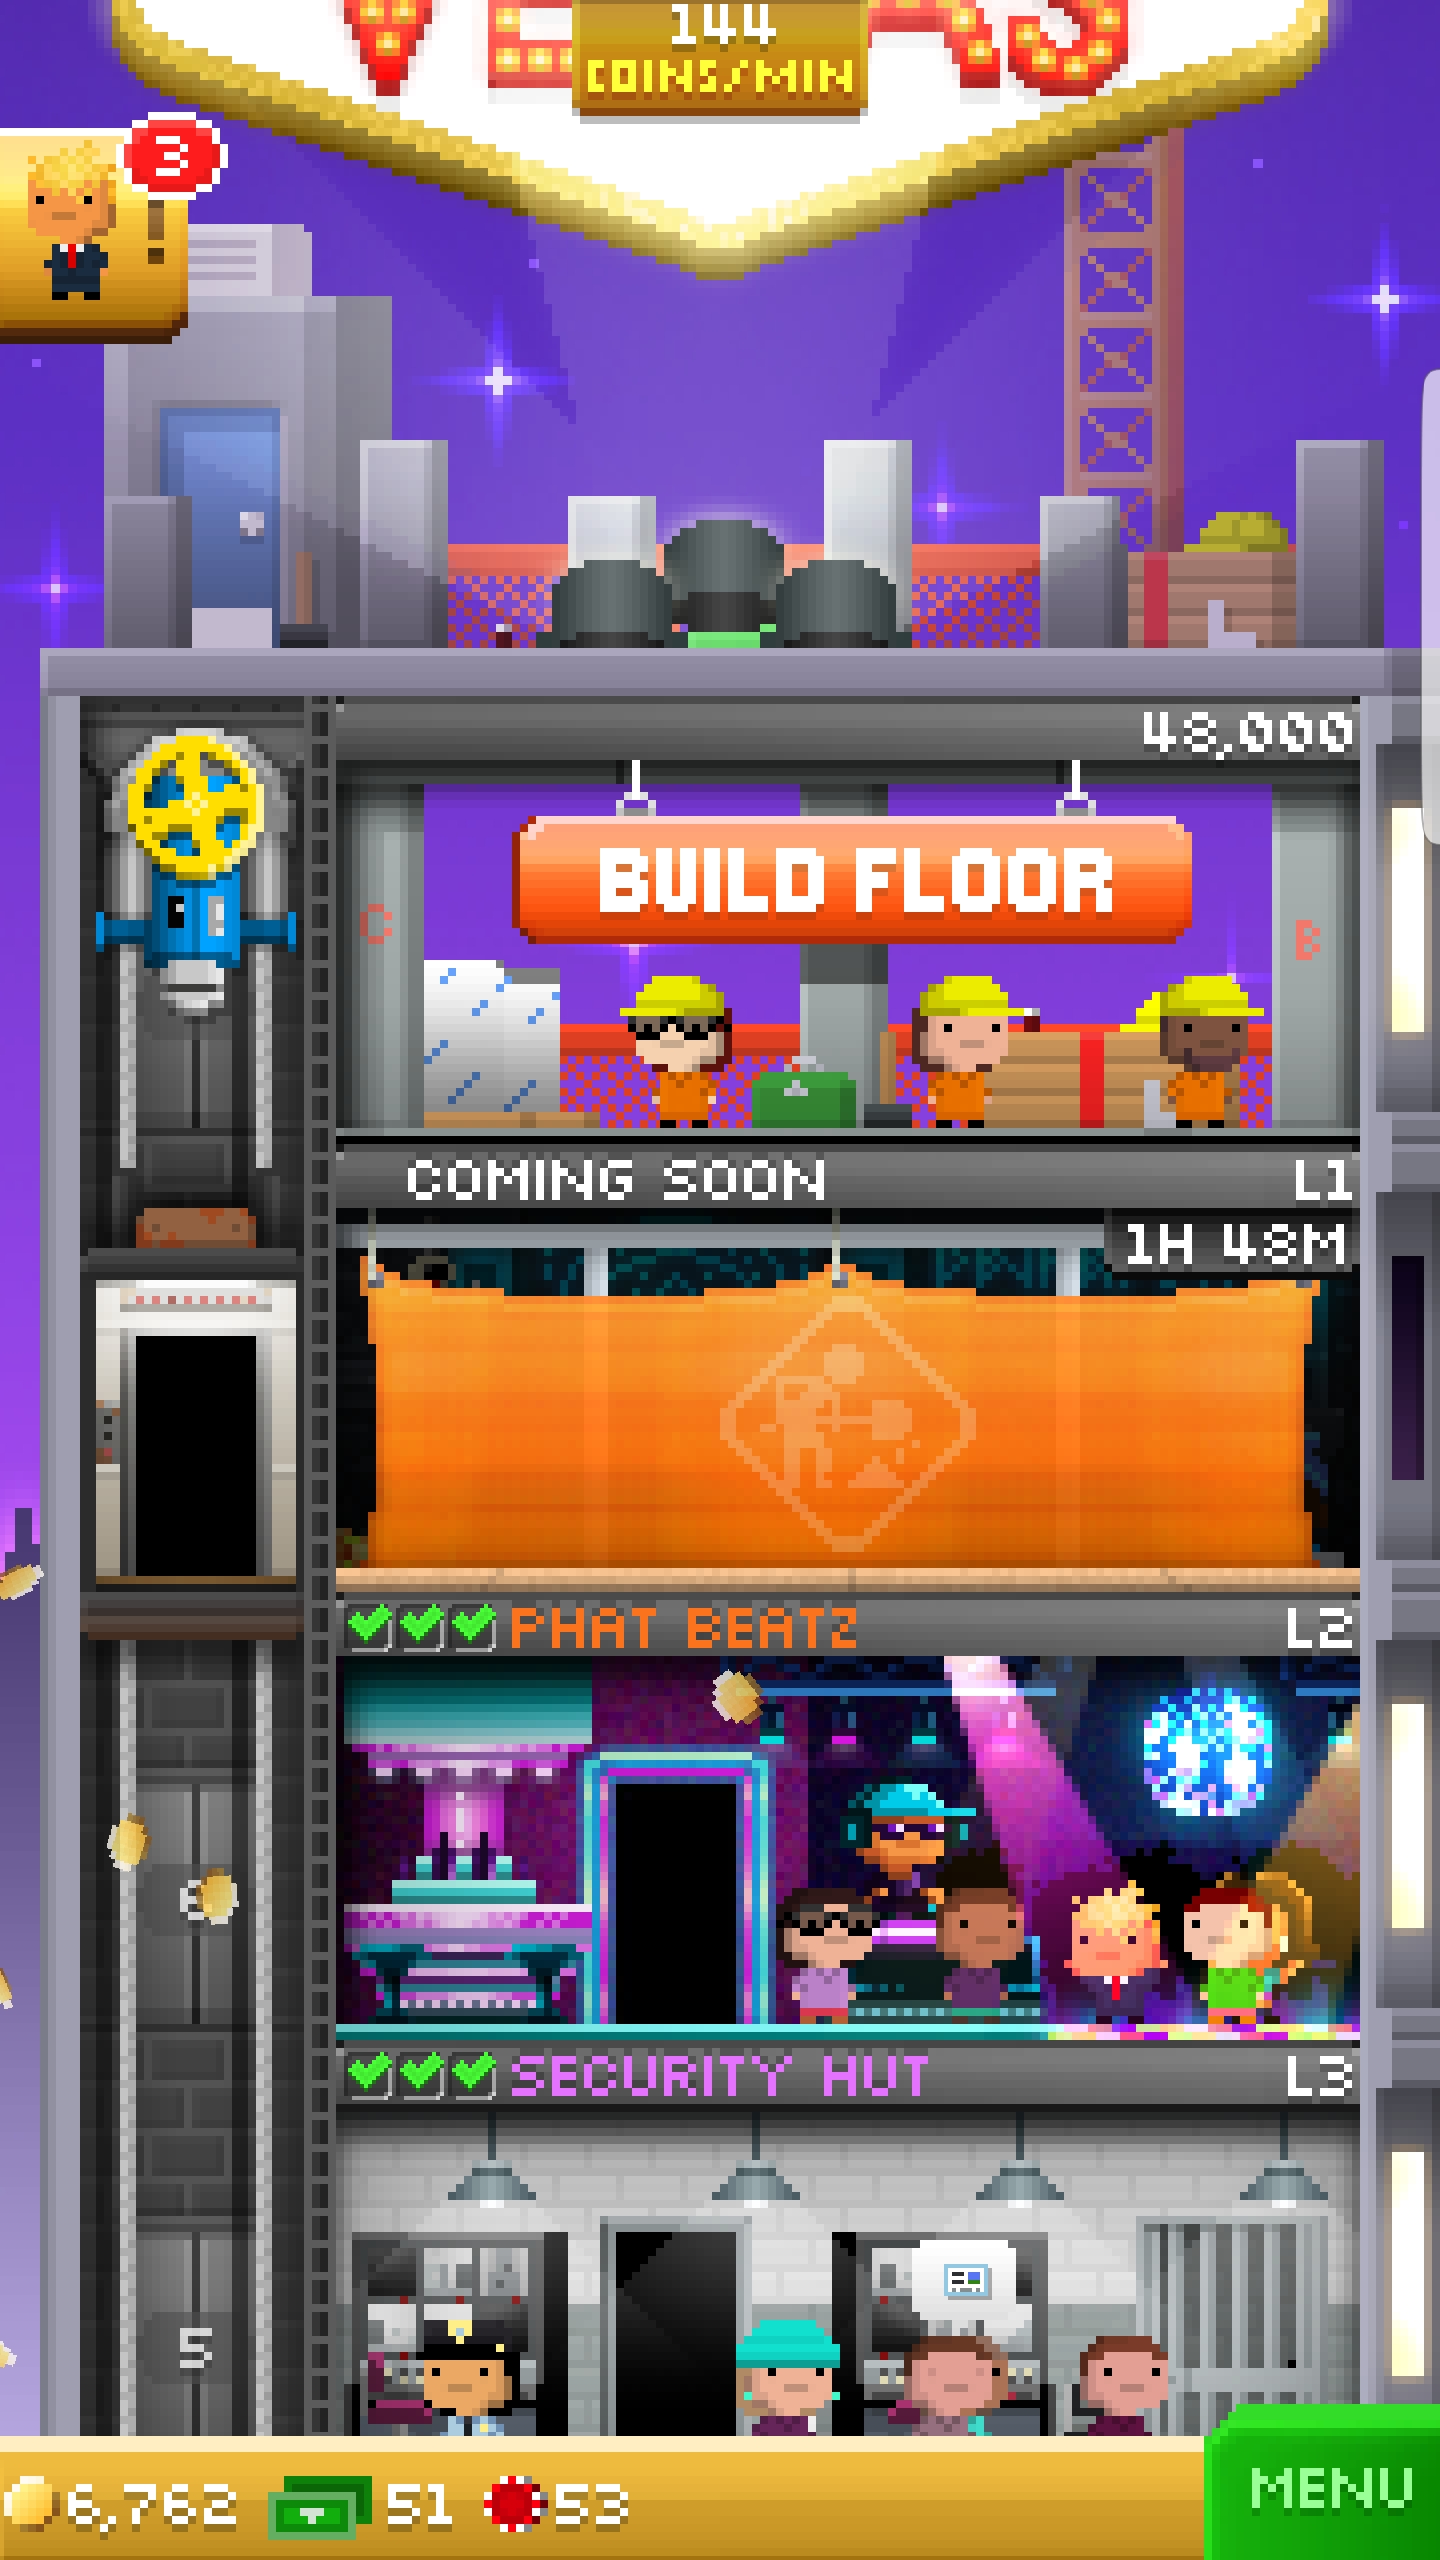 144
COINS/MIN
3
!
48,000
BUILD FLOOR
C
B
COMING SOON
L1
1H 48M
PHAT BEATZ
L2
SECURITY HUT
L3
5
6,762
51
53
MENU